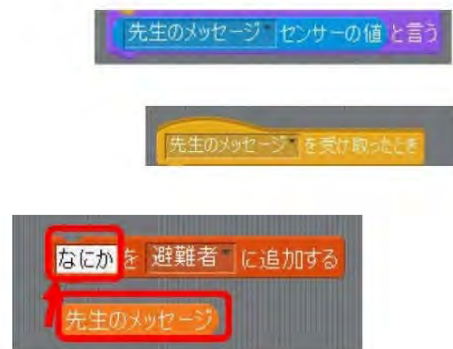 先生のメッセージ センサーの値 と言う
先生のメッセージ を受け取ったとき
なにか を 避難者 に追加する
先生のメッセージ